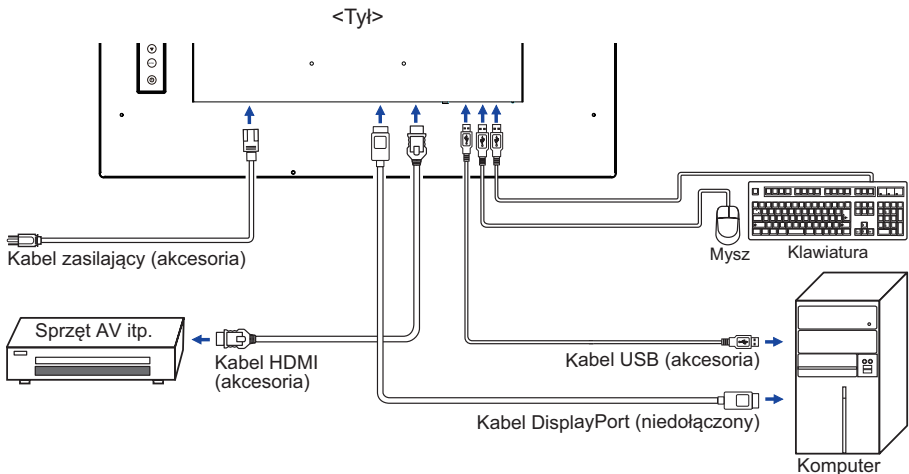 <Tył>
Kabel zasilający (akcesoria)
Mysz
Klawiatura
Sprzęt AV itp.
Kabel HDMI
(akcesoria)
Kabel USB (akcesoria)
Kabel DisplayPort (niedołączony)
Komputer